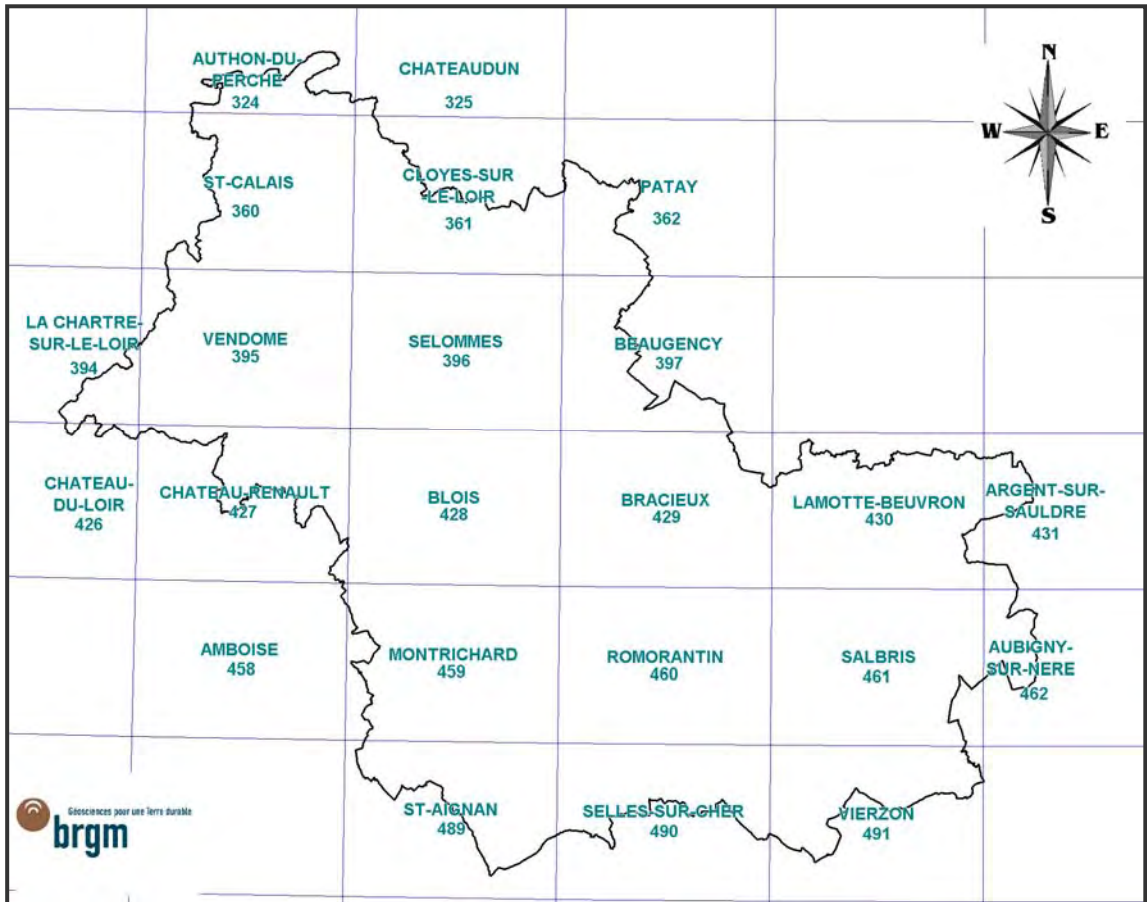 AUTHON-DU-
PERCHE
324
CHATEAUDUN
325
N
W
E
S
ST-CALAIS
360
CLOYES-SUR
-LE-LOIR
361
PATAY
362
LA CHARTRE-
SUR-LE-LOIR
394
VENDOME
395
SELOMMES
396
BEAUGENCY
397
CHATEAU-
DU-LOIR
426
CHATEAU-RENAULT
427
BLOIS
428
BRACIEUX
429
LAMOTTE-BEUVRON
430
ARGENT-SUR-
SAULDRE
431
AMBOISE
458
MONTRICHARD
459
ROMORANTIN
460
SALBRIS
461
AUBIGNY-
SUR-NERE
462
ST-AIGNAN
489
SELLES-SUR-CHER
490
VIERZON
491
Géosciences pour une Terre durable
brgm